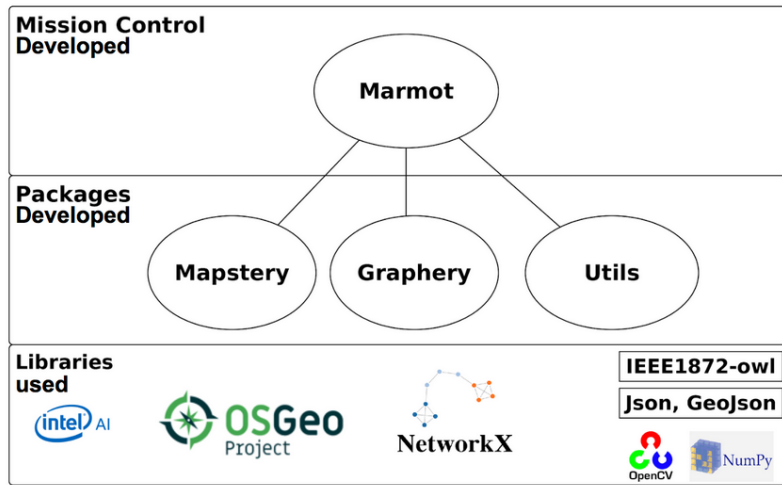 Mission Control
Developed
Marmot
Packages
Developed
Mapstery
Graphery
Utils
Libraries
used
intel AI
OSGeo
Project
NetworkX
IEEE1872-owl
Json, GeoJson
OpenCV
NumPy